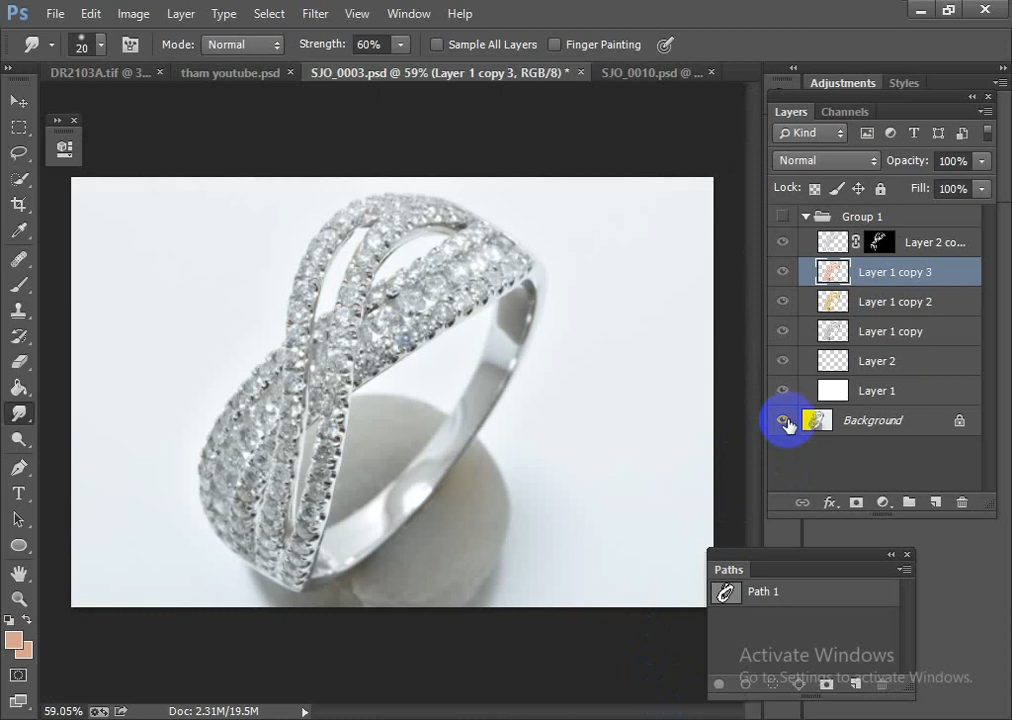 Ps File Edit Image Layer Type Select Filter View Window Help
20 Mode: Normal Strength: 60% Sample All Layers Finger Painting
DR2103A.tif @ 3... × tham youtube.psd × SJO_0003.psd @ 59% (Layer 1 copy 3, RGB/8) * × SJO_0010.psd @ ... ×
Adjustments Styles
Layers Channels
Kind
Normal Opacity: 100%
Lock: Fill: 100%
Group 1
Layer 2 co...
Layer 1 copy 3
Layer 1 copy 2
Layer 1 copy
Layer 2
Layer 1
Background
fx
Paths
Path 1
Activate Windows
Go to Settings to activate Windows.
59.05% Doc: 2.31M/19.5M